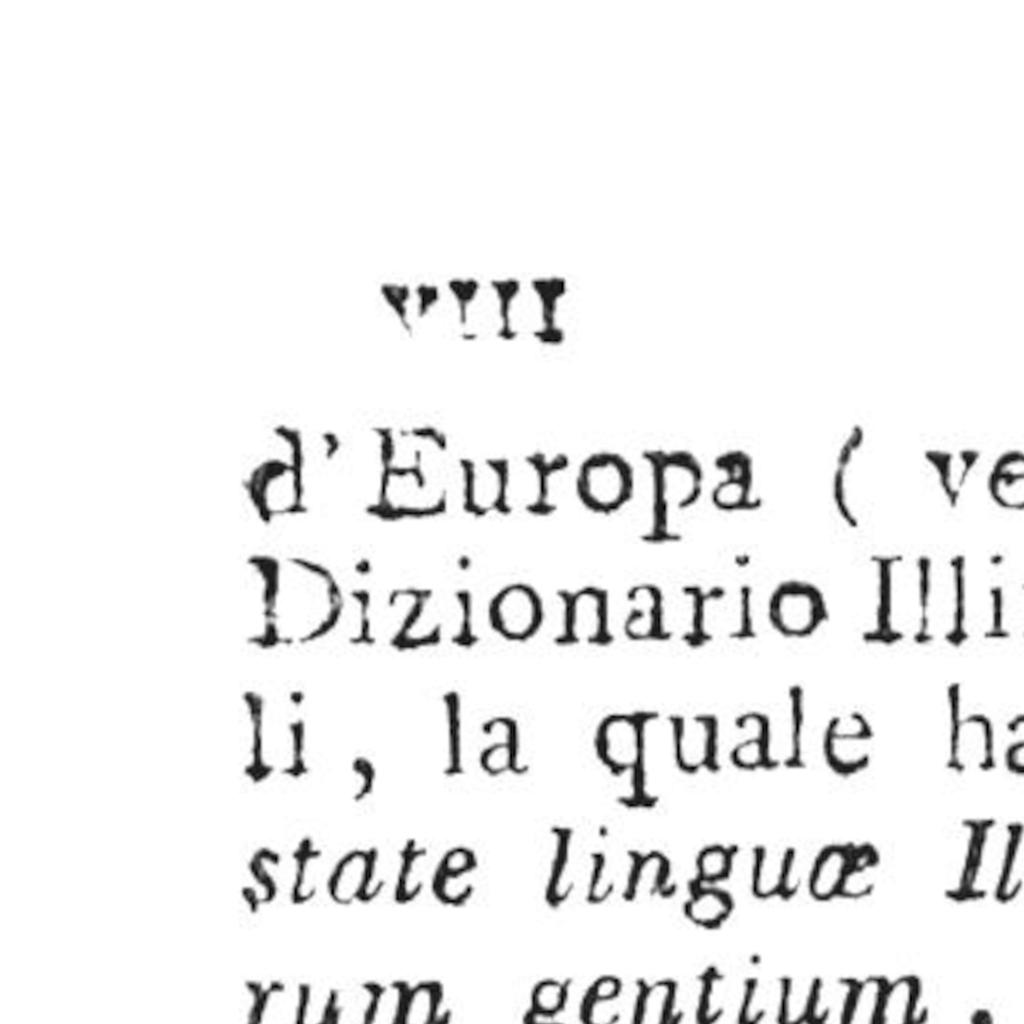 VIII
d'Europa ( ve
Dizionario Illi
li, la quale ha
state linguæ Il
rum gentium.